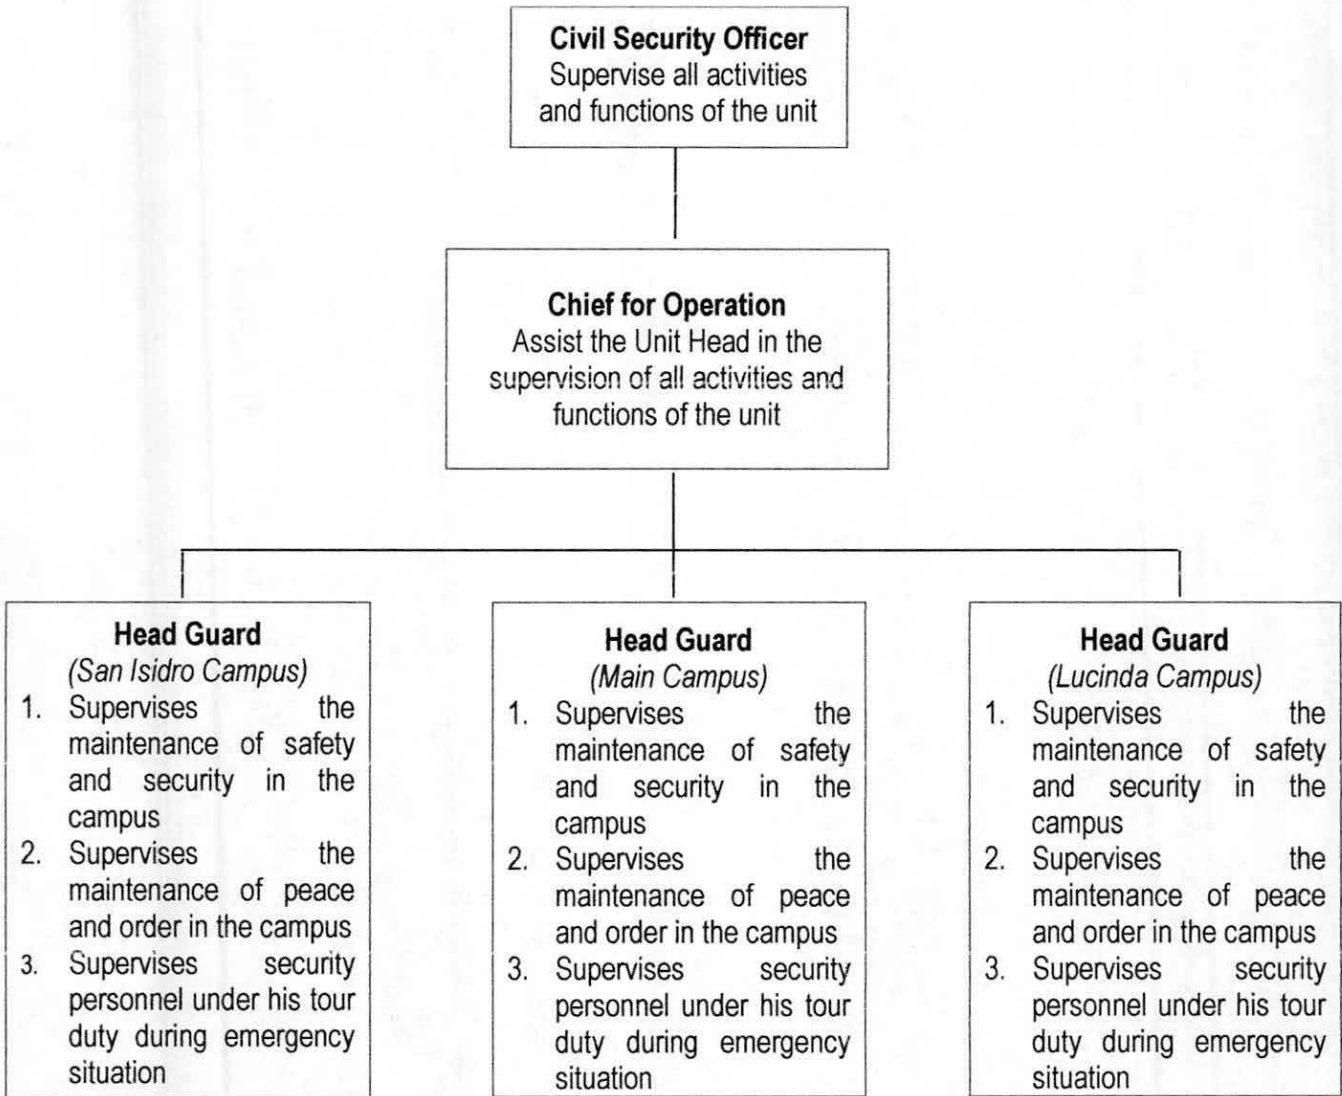 Civil Security Officer
Supervise all activities
and functions of the unit
Chief for Operation
Assist the Unit Head in the
supervision of all activities and
functions of the unit
Head Guard
(San Isidro Campus)
1. Supervises the
maintenance of safety
and security in the
campus
2. Supervises the
maintenance of peace
and order in the campus
3. Supervises security
personnel under his tour
duty during emergency
situation
Head Guard
(Main Campus)
1. Supervises the
maintenance of safety
and security in the
campus
2. Supervises the
maintenance of peace
and order in the campus
3. Supervises security
personnel under his tour
duty during emergency
situation
Head Guard
(Lucinda Campus)
1. Supervises the
maintenance of safety
and security in the
campus
2. Supervises the
maintenance of peace
and order in the campus
3. Supervises security
personnel under his tour
duty during emergency
situation